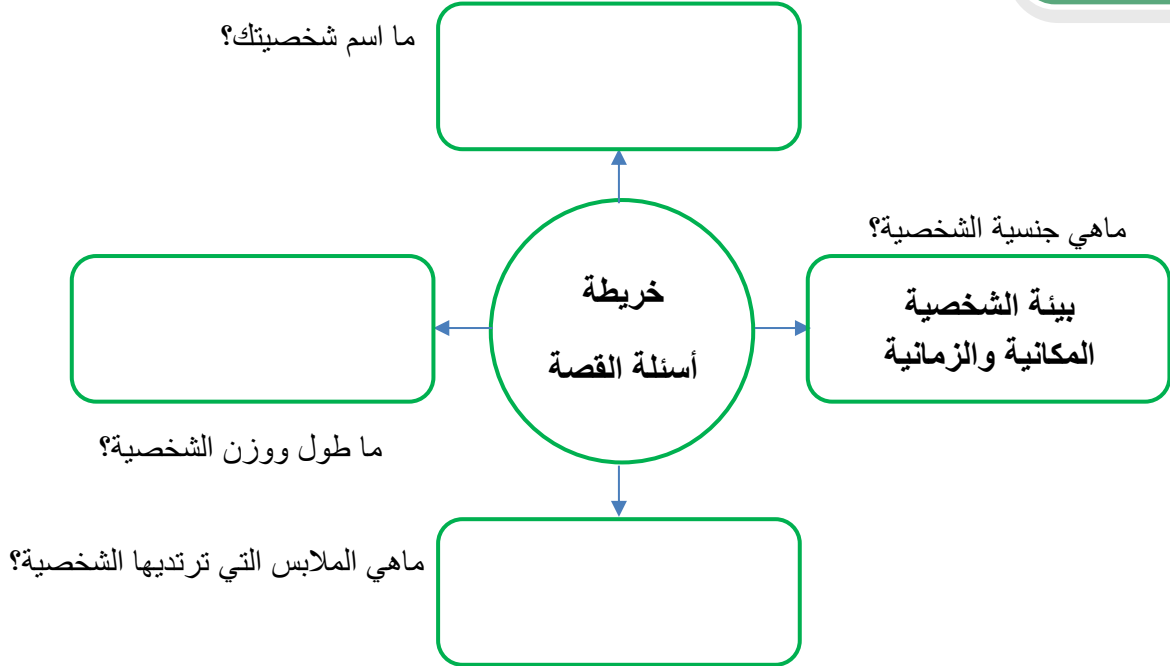 ما اسم شخصيتك؟
ماهي جنسية الشخصية؟
بيئة الشخصية
المكانية والزمانية
خريطة
أسئلة القصة
ما طول ووزن الشخصية؟
ماهي الملابس التي ترتديها الشخصية؟